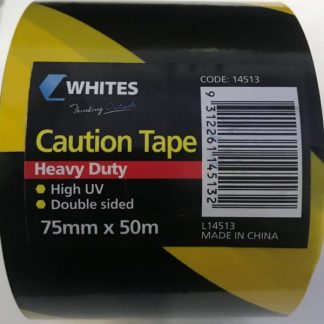 WHITES
Thinking Outside
CODE: 14513
Caution Tape
Heavy Duty
High UV
Double sided
75mm x 50m
9 312261 145132
L14513
MADE IN CHINA